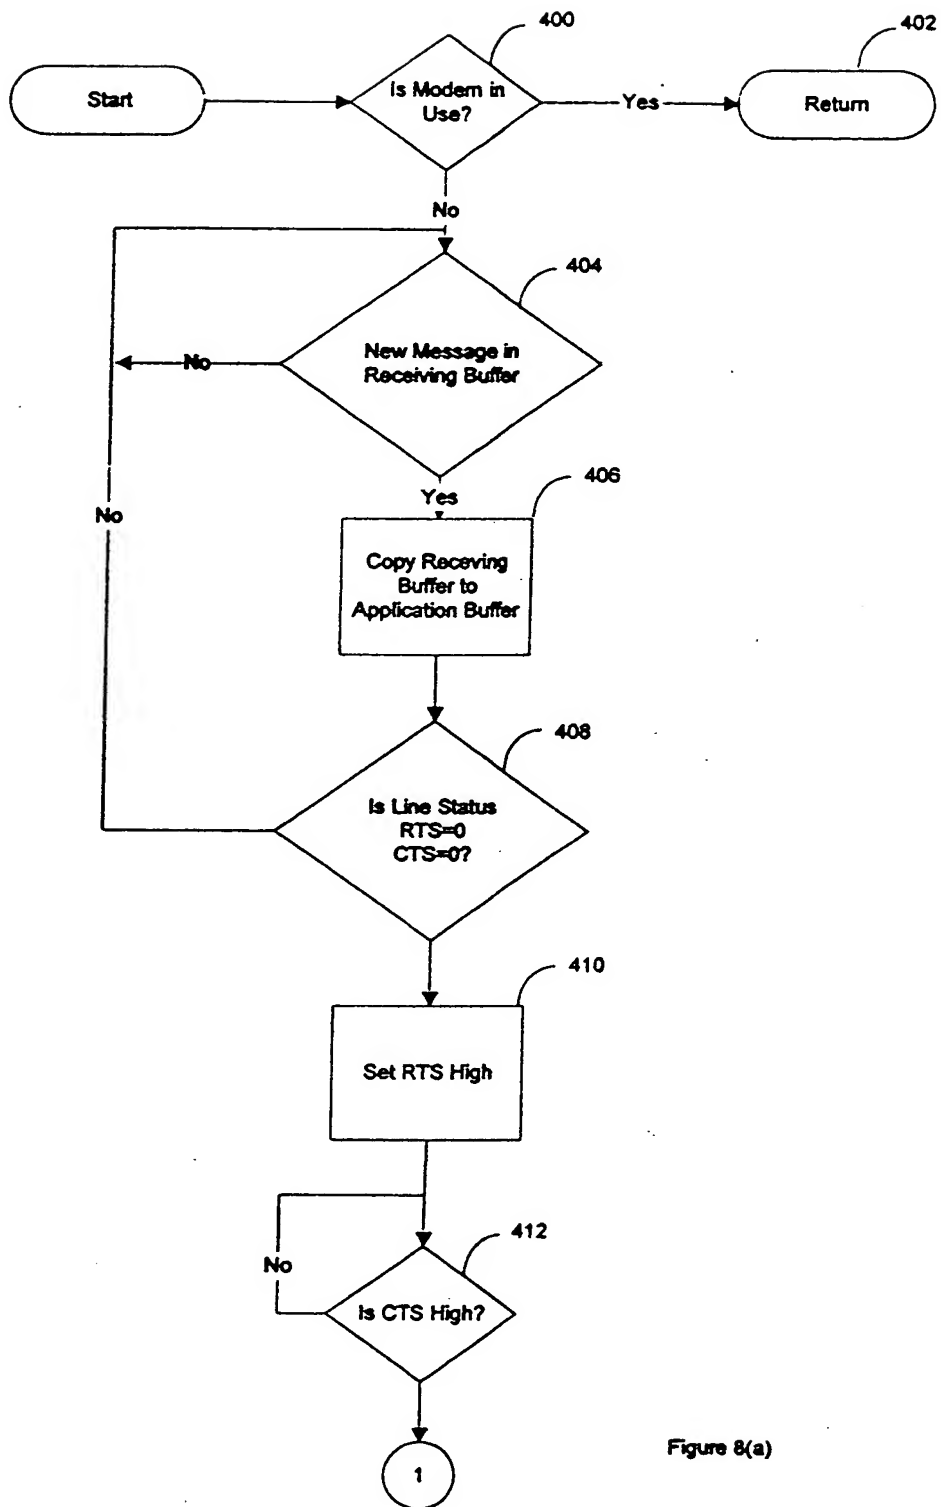 400
402
Start
Is Modem in
Use?
Yes
Return
No
404
New Message in
Receiving Buffer
No
Yes
406
No
Copy Receving
Buffer to
Application Buffer
408
Is Line Status
RTS=0
CTS=0?
410
Set RTS High
412
No
Is CTS High?
1
Figure 8(a)